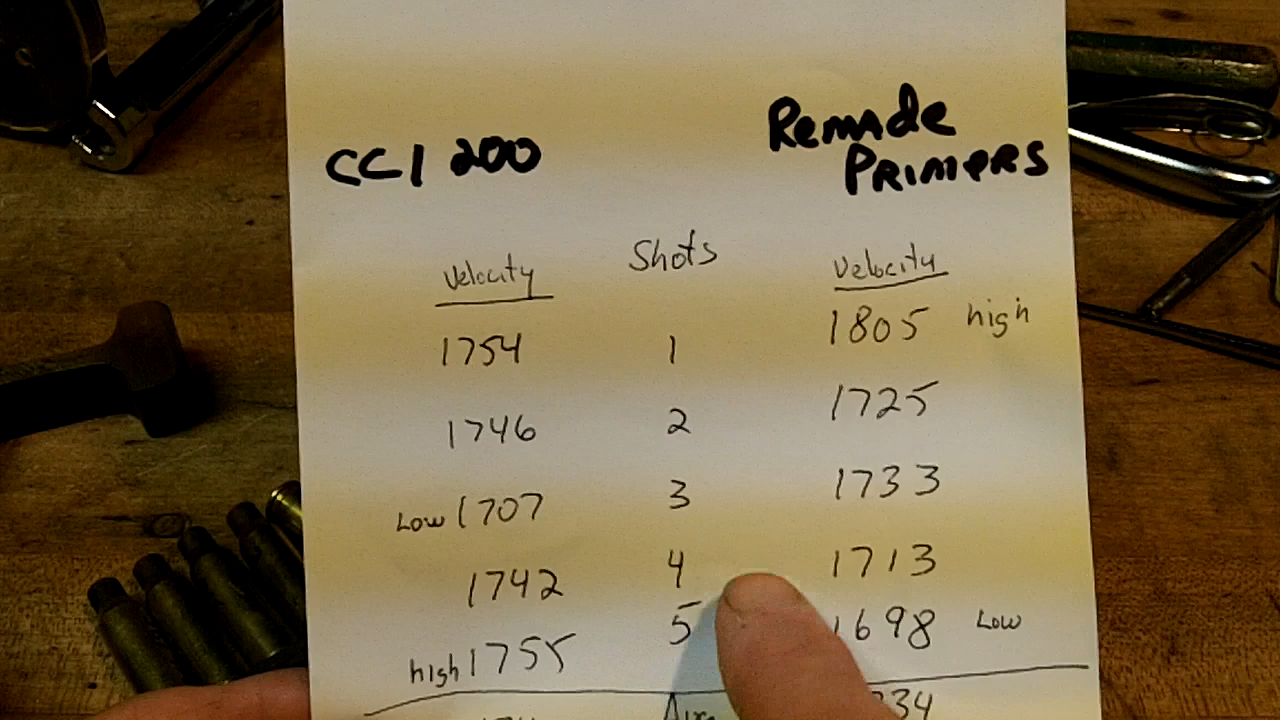 CCI 200 Remade
Primers
Velocity Shots Velocity
1754 1 1805 high
1746 2 1725
Low 1707 3 1733
1742 4 1713
high 1755 5 1698 Low